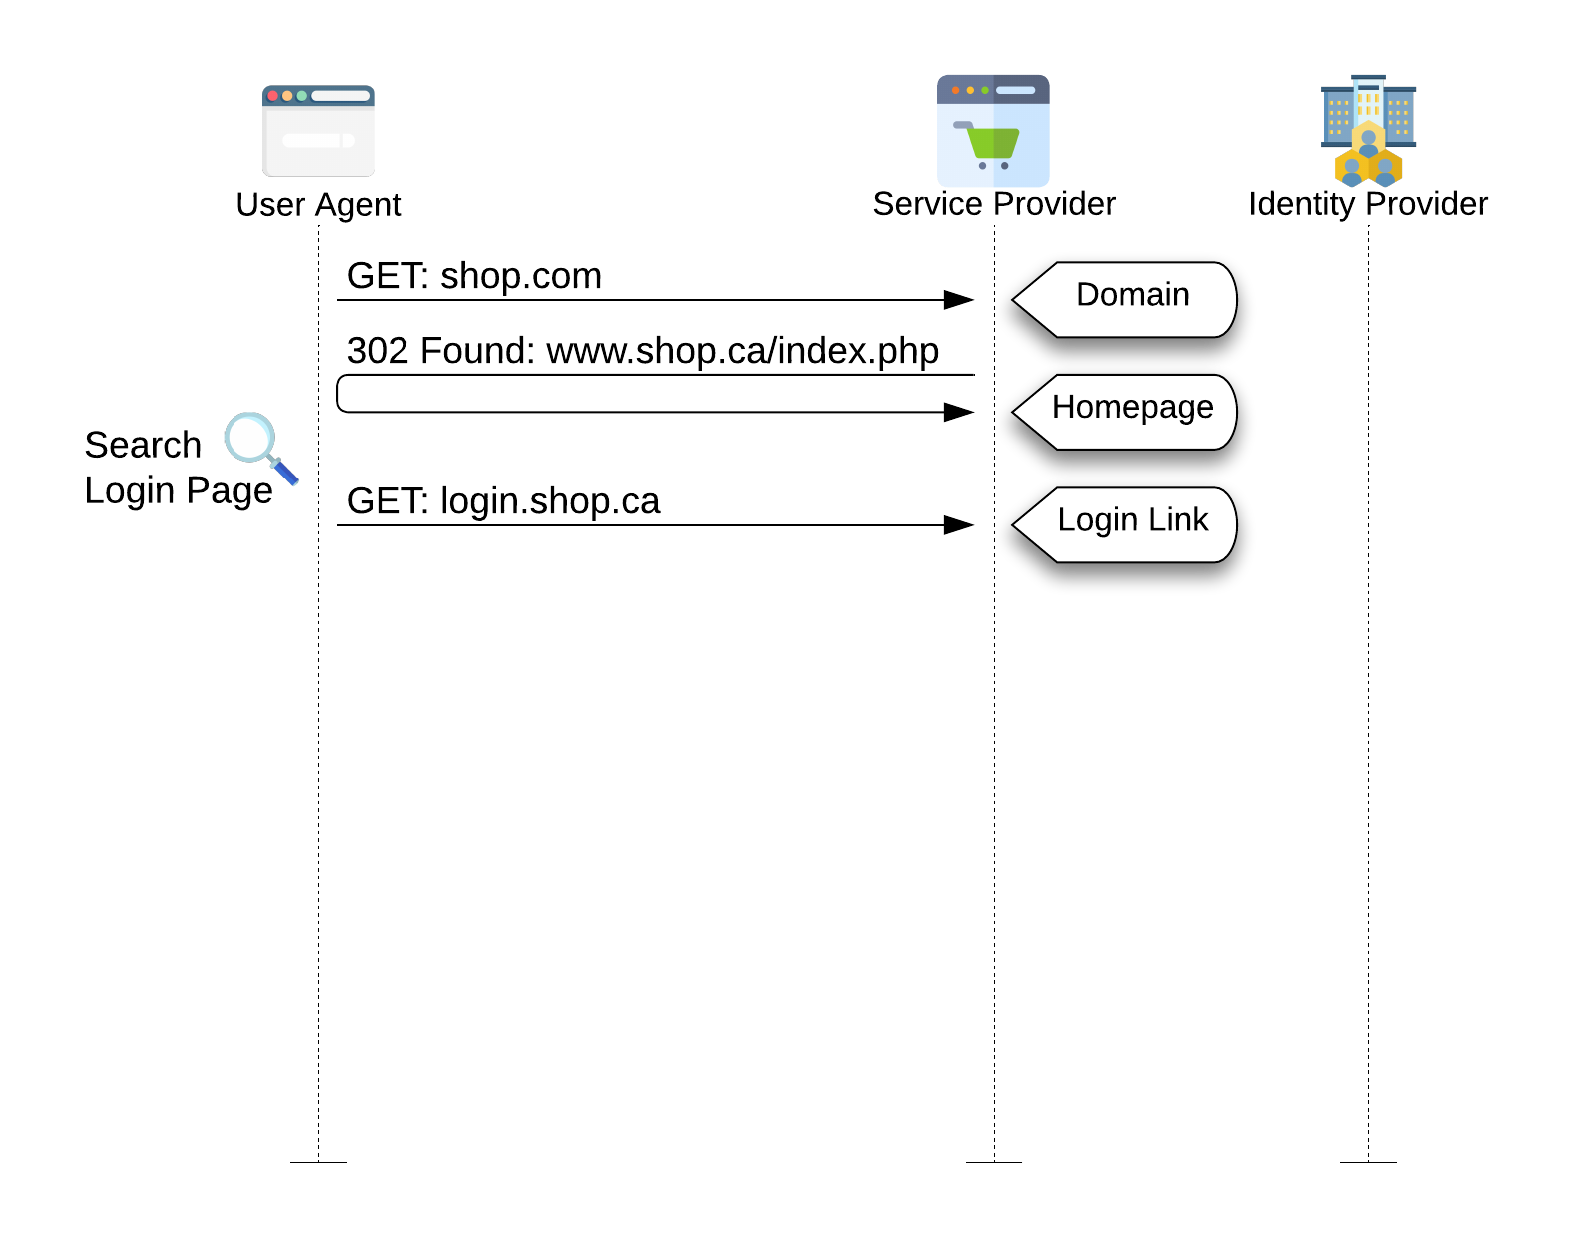 User Agent
Service Provider
Identity Provider
GET: shop.com
Domain
302 Found: www.shop.ca/index.php
Homepage
Search
Login Page
GET: login.shop.ca
Login Link